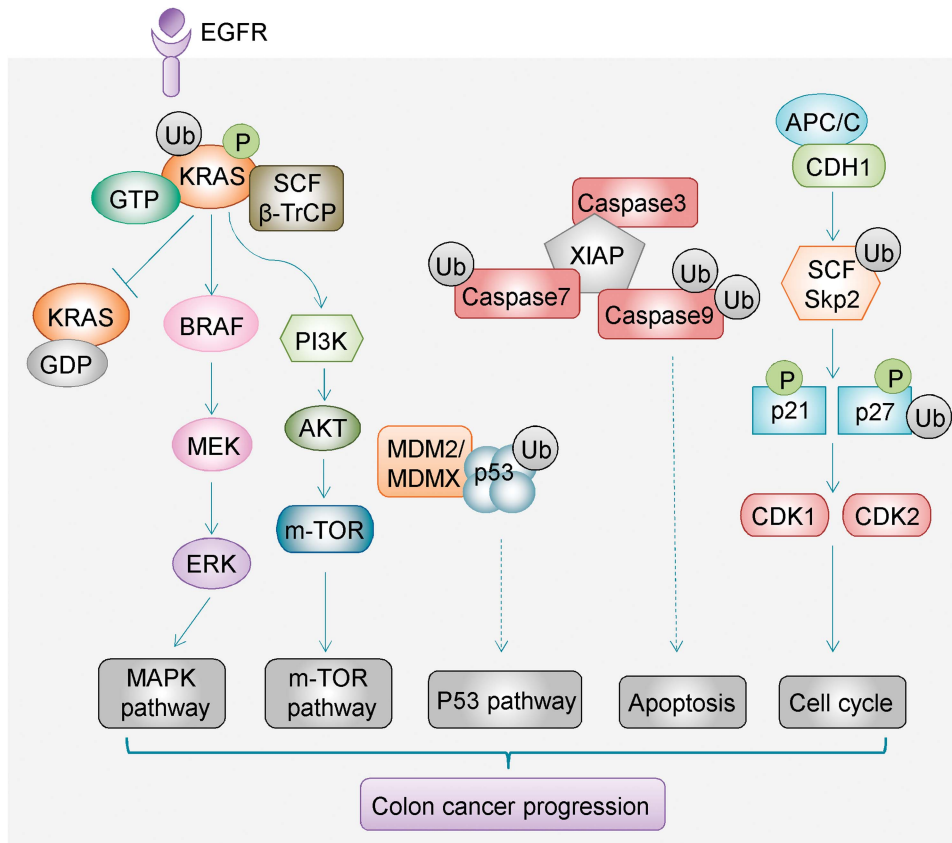 EGFR
Ub
P
KRAS
GTP
SCF
β-TrCP
KRAS
GDP
BRAF
MEK
ERK
PI3K
AKT
m-TOR
MDM2/
MDMX
p53
Ub
Caspase3
XIAP
Ub
Caspase7
Ub
Ub
Caspase9
APC/C
CDH1
Ub
SCF
Skp2
P
p21
P
p27
Ub
CDK1
CDK2
MAPK
pathway
m-TOR
pathway
P53 pathway
Apoptosis
Cell cycle
Colon cancer progression